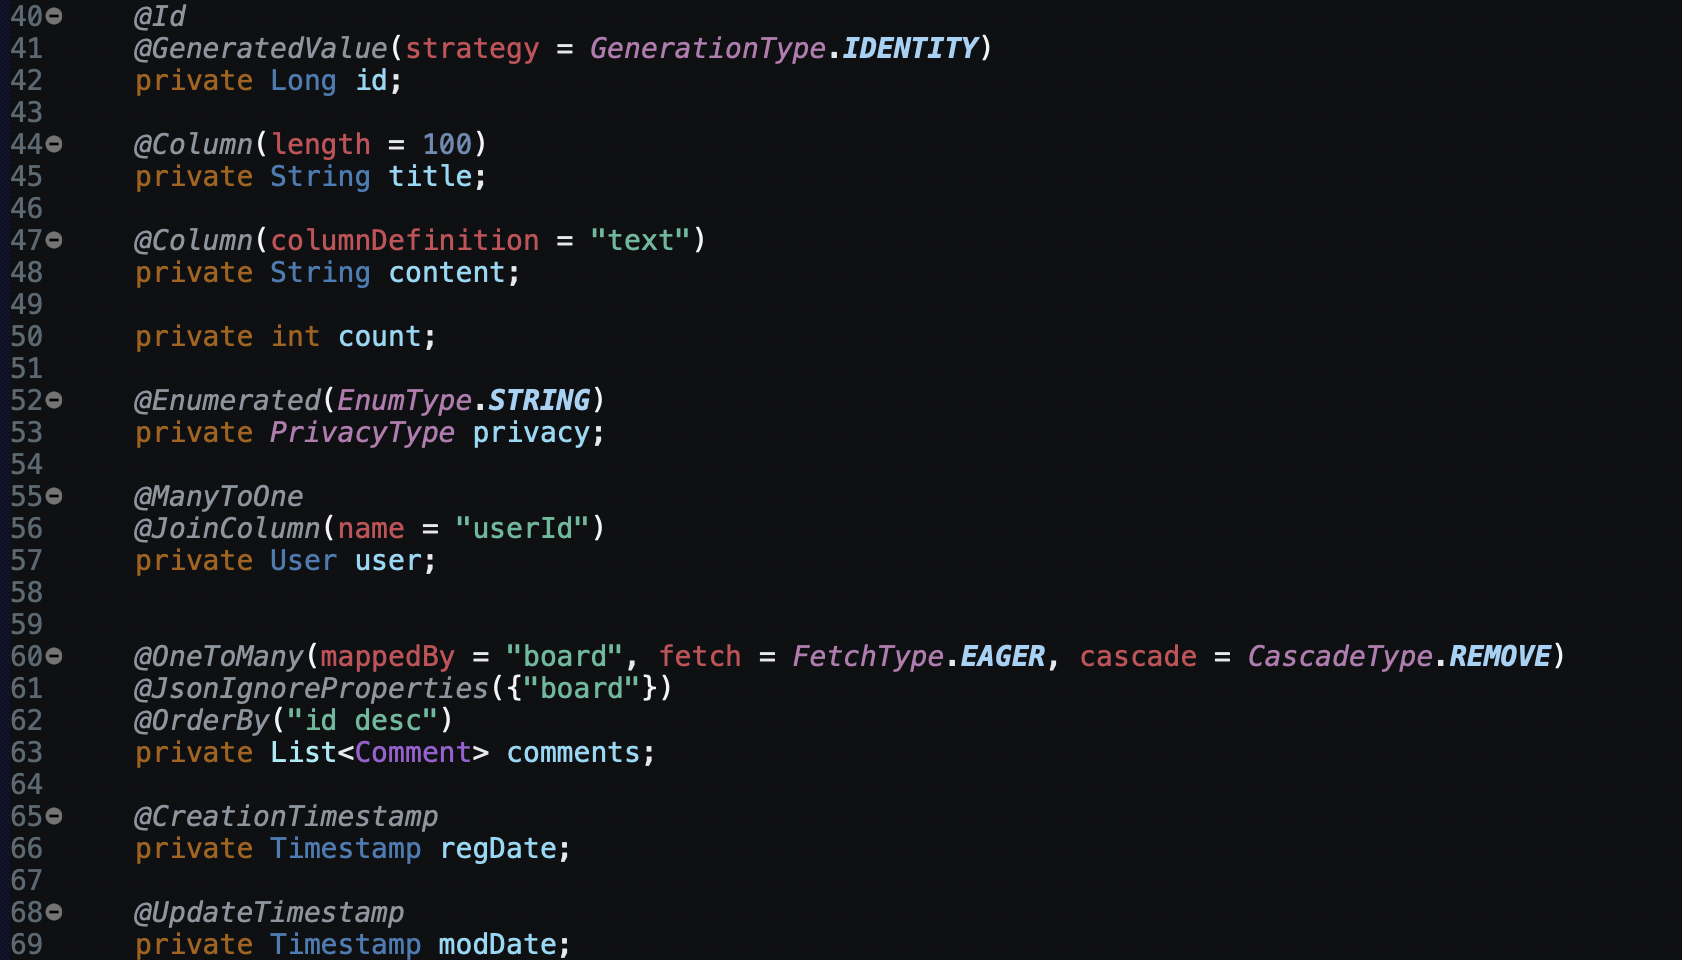 40 @Id
41 @GeneratedValue(strategy = GenerationType.IDENTITY)
42 private Long id;
43
44 @Column(length = 100)
45 private String title;
46
47 @Column(columnDefinition = "text")
48 private String content;
49
50 private int count;
51
52 @Enumerated(EnumType.STRING)
53 private PrivacyType privacy;
54
55 @ManyToOne
56 @JoinColumn(name = "userId")
57 private User user;
58
59
60 @OneToMany(mappedBy = "board", fetch = FetchType.EAGER, cascade = CascadeType.REMOVE)
61 @JsonIgnoreProperties({"board"})
62 @OrderBy("id desc")
63 private List<Comment> comments;
64
65 @CreationTimestamp
66 private Timestamp regDate;
67
68 @UpdateTimestamp
69 private Timestamp modDate;